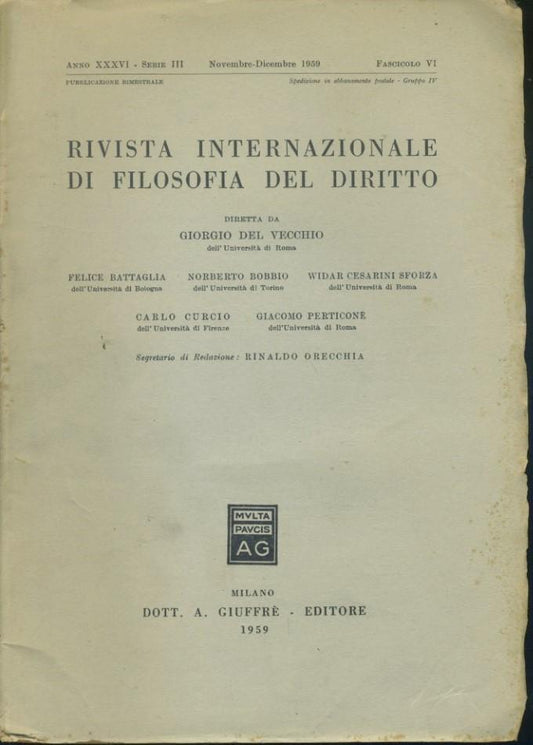 ANNO XXXVI - SERIE III Novembre-Dicembre 1959 FASCICOLO VI
PUBBLICAZIONE BIMESTRALE Spedizione in abbonamento postale - Gruppo IV
RIVISTA INTERNAZIONALE
DI FILOSOFIA DEL DIRITTO
DIRETTA DA
GIORGIO DEL VECCHIO
dell'Università di Roma
FELICE BATTAGLIA NORBERTO BOBBIO WIDAR CESARINI SFORZA
dell'Università di Bologna dell'Università di Torino dell'Università di Roma
CARLO CURCIO GIACOMO PERTICONE
dell'Università di Firenze dell'Università di Roma
Segretario di Redazione: RINALDO ORECCHIA
MVLTA
PAVCIS
AG
MILANO
DOTT. A. GIUFFRÈ - EDITORE
1959